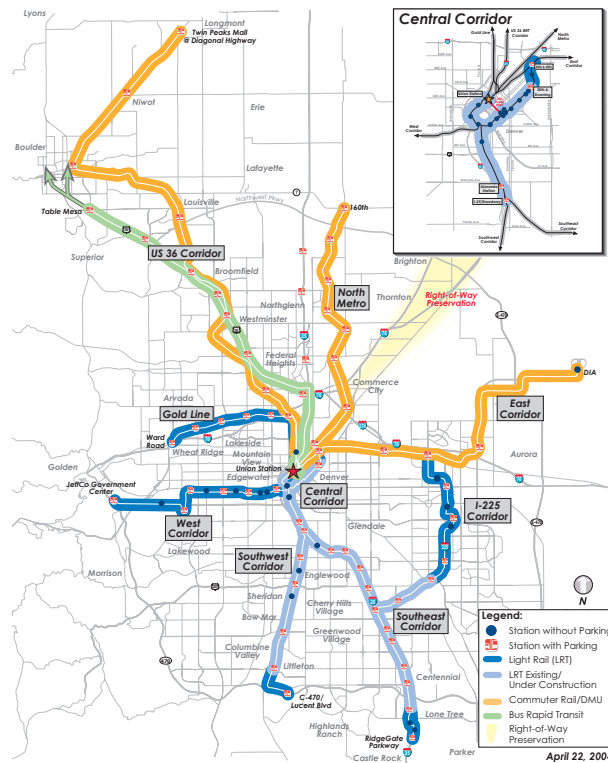 Lyons
Longmont
Twin Peaks Mall
@ Diagonal Highway
Niwot
Erie
Boulder
Lafayette
Louisville
Northwest Pkwy
7
160th
Table Mesa
36
US 36 Corridor
Superior
Broomfield
Brighton
North
Metro
Thornton
Right-of-Way
Preservation
Northglenn
Westminster
Federal
Heights
Commerce
City
DIA
East
Corridor
Arvada
Gold Line
Ward
Road
Lakeside
Wheat Ridge
Mountain
View
Union Station
Edgewater
Golden
Aurora
Denver
JeffCo Government
Center
Central
Corridor
I-225
Corridor
West
Corridor
Glendale
Lakewood
Southwest
Corridor
Morrison
Englewood
Sheridan
Cherry Hills
Village
Bow Mar
Southeast
Corridor
Greenwood
Village
Columbine
Valley
470
Littleton
Centennial
C-470/
Lucent Blvd
Lone Tree
Highlands
Ranch
RidgeGate
Parkway
Castle Rock
Parker
Central Corridor
Gold Line
US 36 BRT
Corridor
North
Metro
East
Corridor
Union Station
38th &
Downing
West
Corridor
Denver
I-25/Broadway
Southeast
Corridor
Southwest
Corridor
N
Legend:
Station without Parking
Station with Parking
Light Rail (LRT)
LRT Existing/
Under Construction
Commuter Rail/DMU
Bus Rapid Transit
Right-of-Way
Preservation
April 22, 200